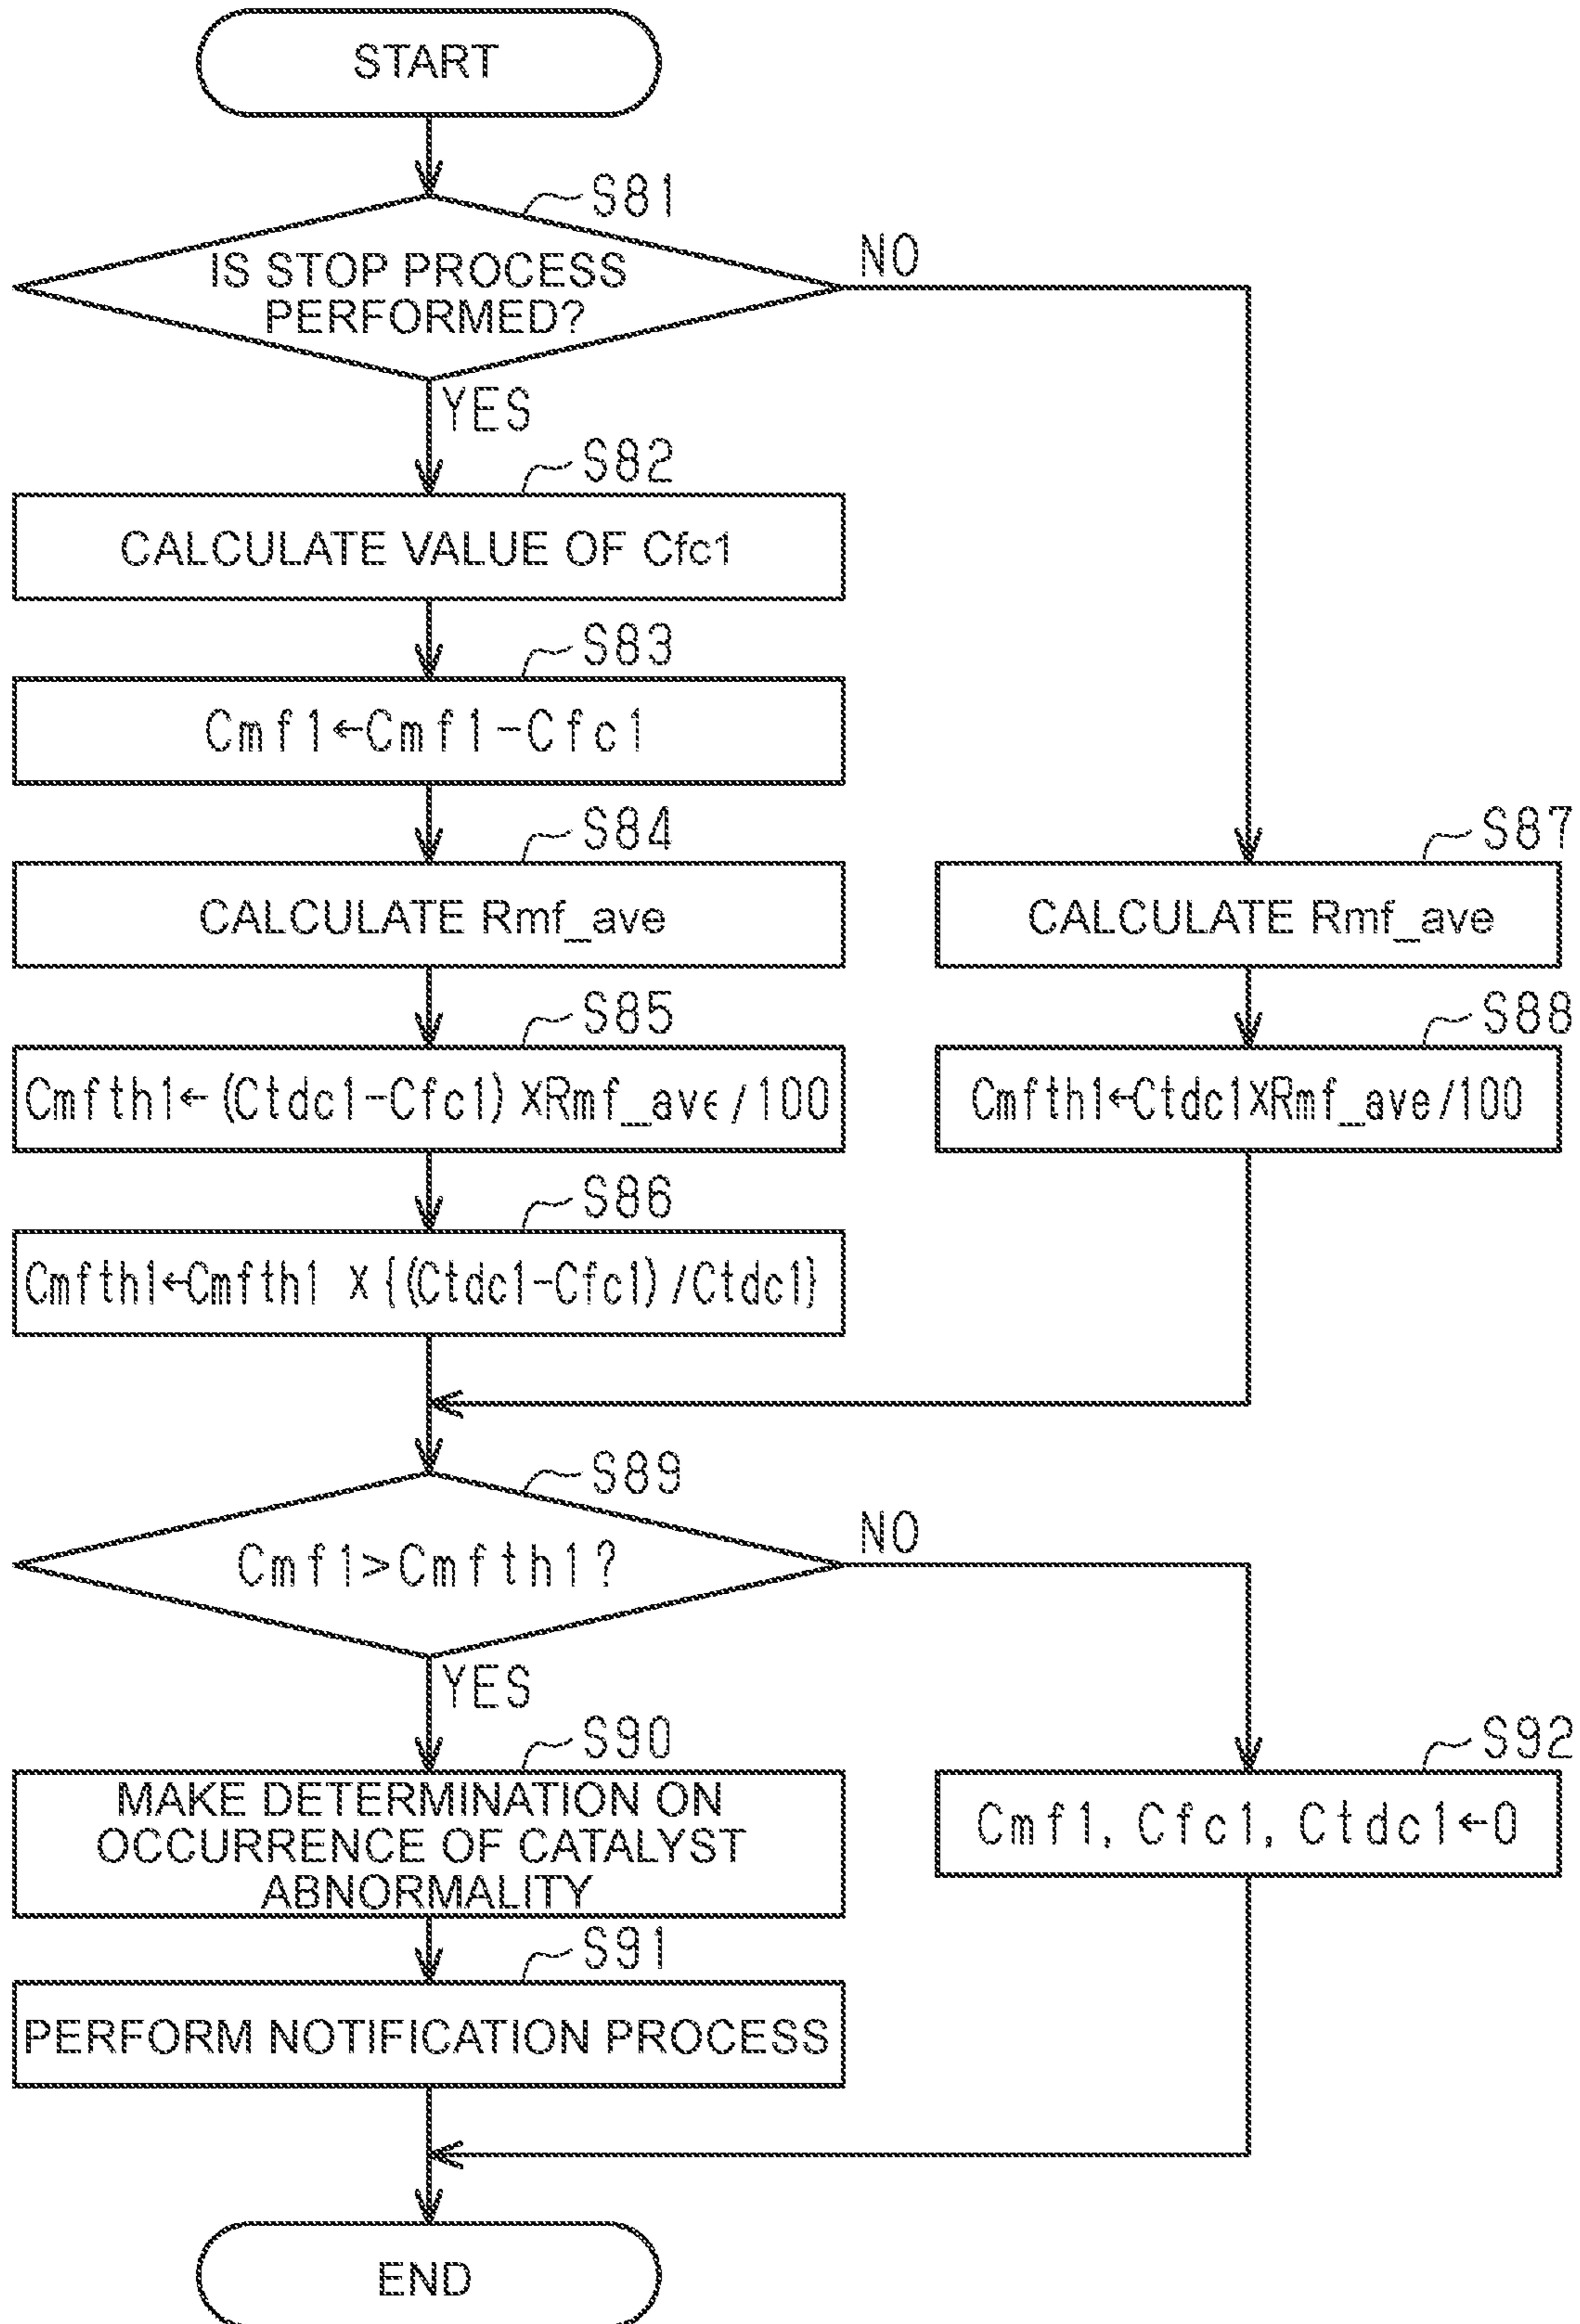 START
S81
IS STOP PROCESS
PERFORMED?
NO
YES
S82
CALCULATE VALUE OF Cfc1
S83
Cmf1←Cmf1-Cfc1
S84
CALCULATE Rmf_ave
S87
CALCULATE Rmf_ave
S85
Cmfth1←(Ctdc1-Cfc1)XRmf_ave/100
S88
Cmfth1←Ctdc1XRmf_ave/100
S86
Cmfth1←Cmfth1 X{(Ctdc1-Cfc1)/Ctdc1}
S89
Cmf1>Cmfth1?
NO
YES
S90
MAKE DETERMINATION ON
OCCURRENCE OF CATALYST
ABNORMALITY
S92
Cmf1, Cfc1, Ctdc1←0
S91
PERFORM NOTIFICATION PROCESS
END